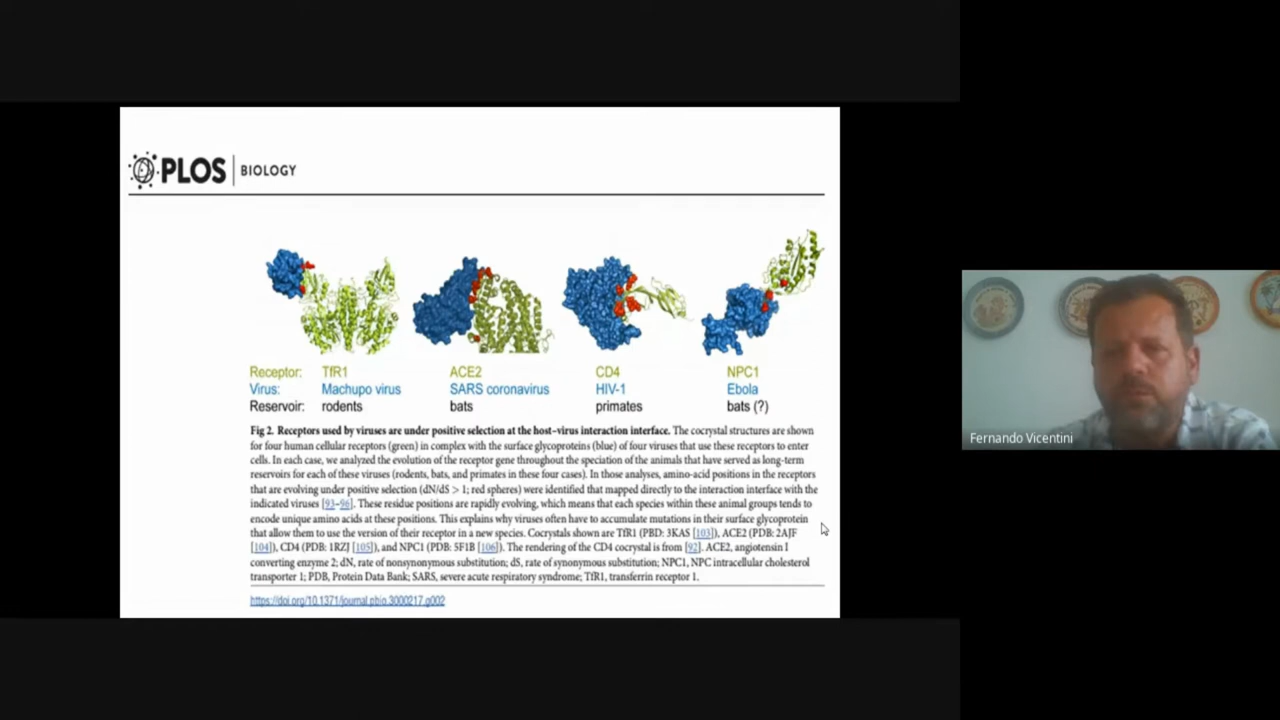 PLOS BIOLOGY
Receptor: TfR1 ACE2 CD4 NPC1
Virus: Machupo virus SARS coronavirus HIV-1 Ebola
Reservoir: rodents bats primates bats (?)
Fig 2. Receptors used by viruses are under positive selection at the host–virus interaction interface. The cocrystal structures are shown
for four human cellular receptors (green) in complex with the surface glycoproteins (blue) of four viruses that use these receptors to enter
cells. In each case, we analyzed the evolution of the receptor gene throughout the speciation of the animals that have served as long-term
reservoirs for each of these viruses (rodents, bats, and primates in these four cases). In those analyses, amino-acid positions in the receptors
that are evolving under positive selection (dN/dS > 1; red spheres) were identified that mapped directly to the interaction interface with the
indicated viruses [93–96]. These residue positions are rapidly evolving, which means that each species within these animal groups tends to
encode unique amino acids at these positions. This explains why viruses often have to accumulate mutations in their surface glycoprotein
that allow them to use the version of their receptor in a new species. Cocrystals shown are TfR1 (PBD: 3KAS [103]), ACE2 (PDB: 2AJF
[104]), CD4 (PDB: 1RZJ [105]), and NPC1 (PDB: 5F1B [106]). The rendering of the CD4 cocrystal is from [92]. ACE2, angiotensin I
converting enzyme 2; dN, rate of nonsynonymous substitution; dS, rate of synonymous substitution; NPC1, NPC intracellular cholesterol
transporter 1; PDB, Protein Data Bank; SARS, severe acute respiratory syndrome; TfR1, transferrin receptor 1.
https://doi.org/10.1371/journal.pbio.3000217.g002
Fernando Vicentini